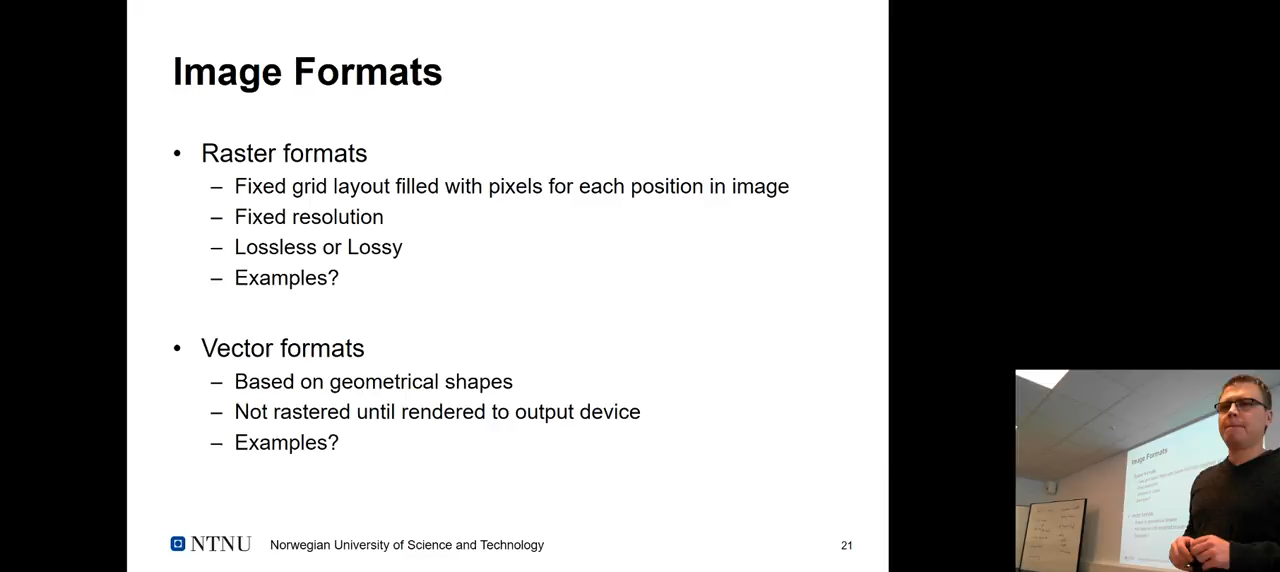 Image Formats
• Raster formats
– Fixed grid layout filled with pixels for each position in image
– Fixed resolution
– Lossless or Lossy
– Examples?
• Vector formats
– Based on geometrical shapes
– Not rastered until rendered to output device
– Examples?
NTNU Norwegian University of Science and Technology 21
Image Formats